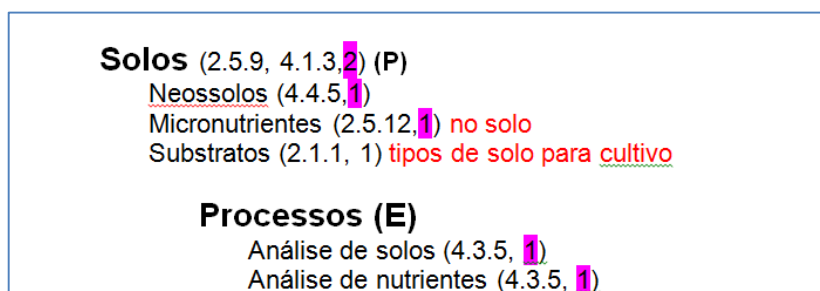 Solos (2.5.9, 4.1.3,2) (P)
Neossolos (4.4.5,1)
Micronutrientes (2.5.12,1) no solo
Substratos (2.1.1, 1) tipos de solo para cultivo
Processos (E)
Análise de solos (4.3.5, 1)
Análise de nutrientes (4.3.5, 1)